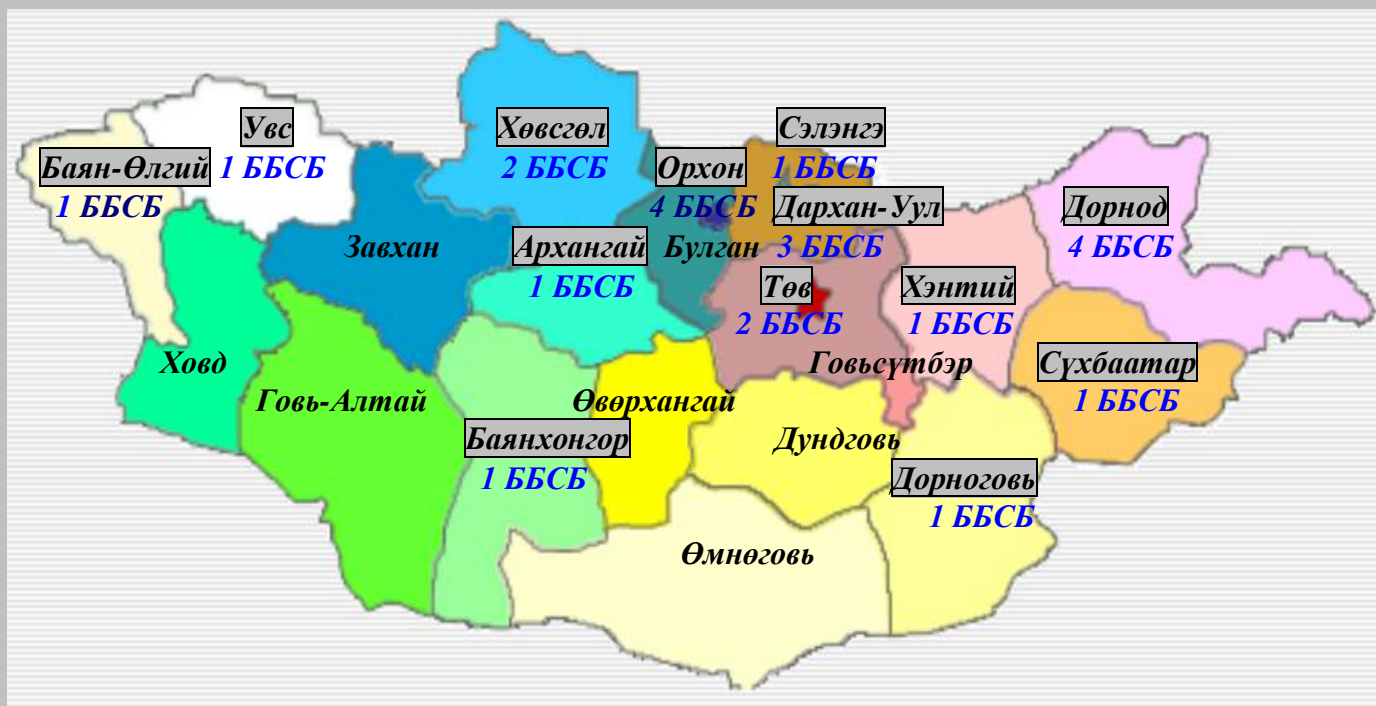 Увс
1 ББСБ
Хөвсгөл
2 ББСБ
Сэлэнгэ
1 ББСБ
Баян-Өлгий
1 ББСБ
Орхон
4 ББСБ
Дархан-Уул
3 ББСБ
Дорнод
4 ББСБ
Завхан
Архангай
1 ББСБ
Булган
Төв
2 ББСБ
Хэнтий
1 ББСБ
Ховд
Говьсүтбэр
Сүхбаатар
1 ББСБ
Говь-Алтай
Өвөрхангай
Баянхонгор
1 ББСБ
Дундговь
Дорноговь
1 ББСБ
Өмнөговь